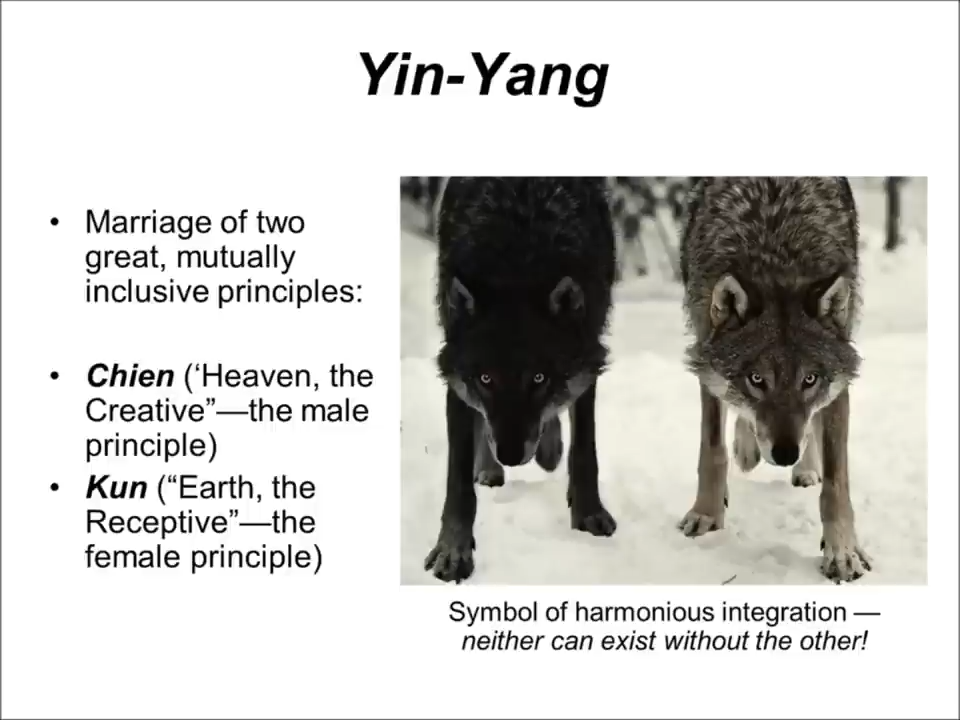 Yin-Yang
• Marriage of two
great, mutually
inclusive principles:
• Chien (‘Heaven, the
Creative”—the male
principle)
• Kun (“Earth, the
Receptive”—the
female principle)
Symbol of harmonious integration —
neither can exist without the other!